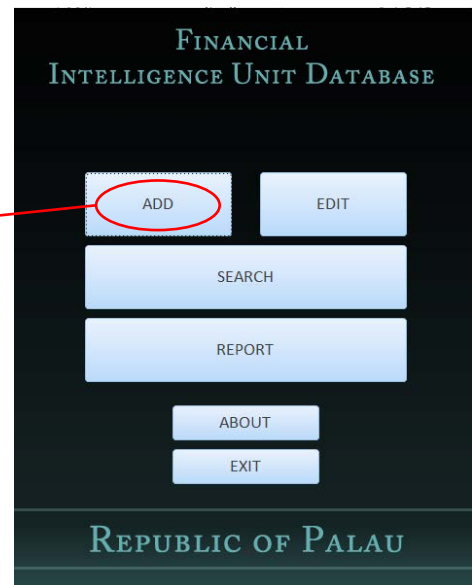 FINANCIAL
INTELLIGENCE UNIT DATABASE
ADD
EDIT
SEARCH
REPORT
ABOUT
EXIT
REPUBLIC OF PALAU